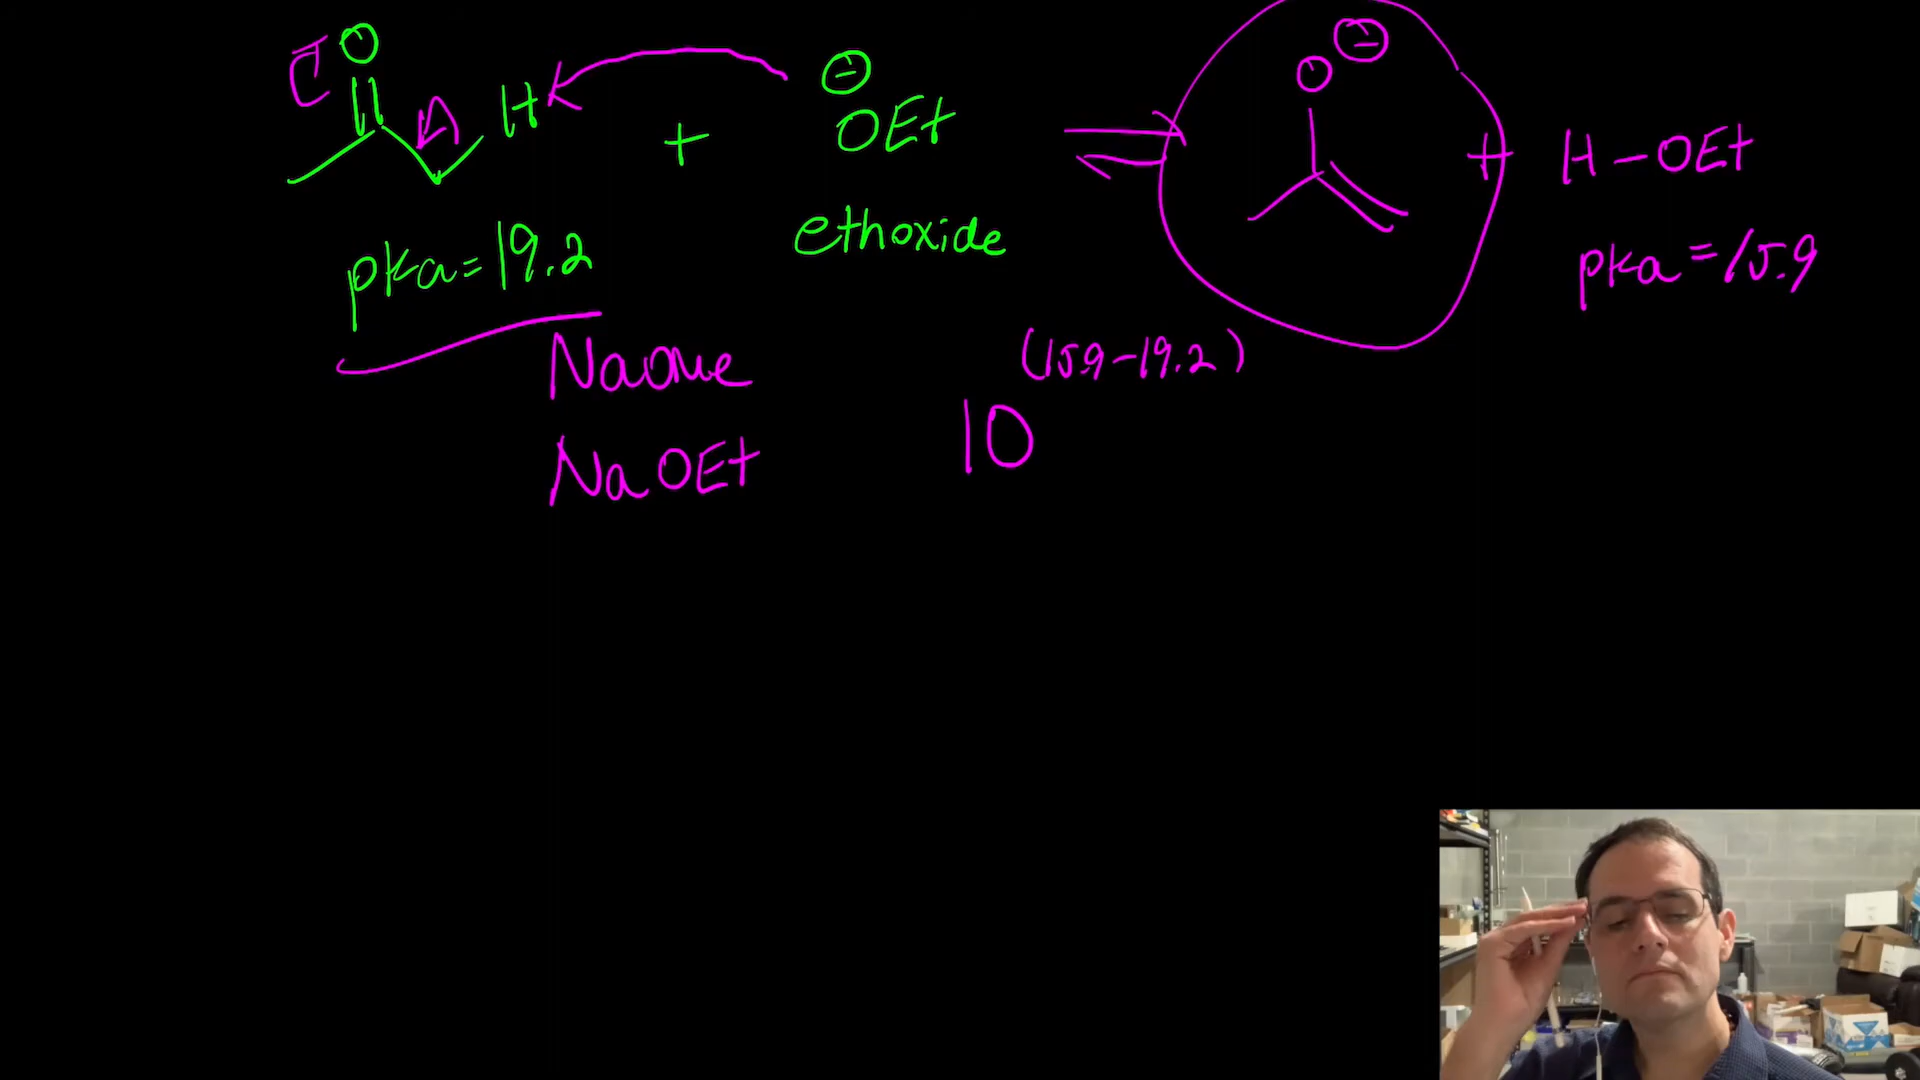 O H ⊖ OEt + ⇌ O ⊖ + H-OEt
ethoxide
pka=19.2
pka=15.9
NaOMe
NaOEt
10(15.9-19.2)